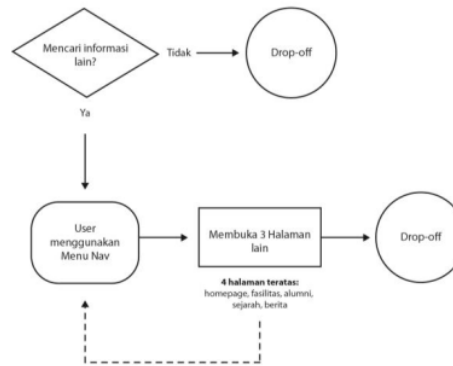 Mencari informasi
lain?
Tidak
Drop-off
Ya
User
menggunakan
Menu Nav
Membuka 3 Halaman
lain
Drop-off
4 halaman teratas:
homepage, fasilitas, alumni,
sejarah, berita